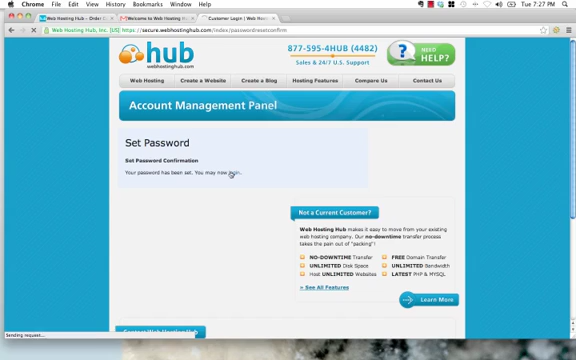 Chrome File Edit View History Bookmarks Window Help
Tue 7:27 PM
Web Hosting Hub - Order C
Welcome to Web Hosting H
Customer Login | Web Hos
Web Hosting Hub, Inc. [US] https://secure.webhostinghub.com/index/passwordresetconfirm
hub
webhostinghub.com
877-595-4HUB (4482)
Sales & 24/7 U.S. Support
?
NEED HELP?
Web Hosting Create a Website Create a Blog Hosting Features Compare Us Contact Us
Account Management Panel
Set Password
Set Password Confirmation
Your password has been set. You may now
Not a Current Customer?
Web Hosting Hub makes it easy to move from your existing
web hosting company. Our no-downtime transfer process
takes the pain out of "packing"!
NO-DOWNTIME Transfer FREE Domain Transfer
UNLIMITED Disk Space UNLIMITED Bandwidth
Host UNLIMITED Websites LATEST PHP & MYSQL
> See All Features
Learn More
Contact Web Hosting Hub
Sending request...